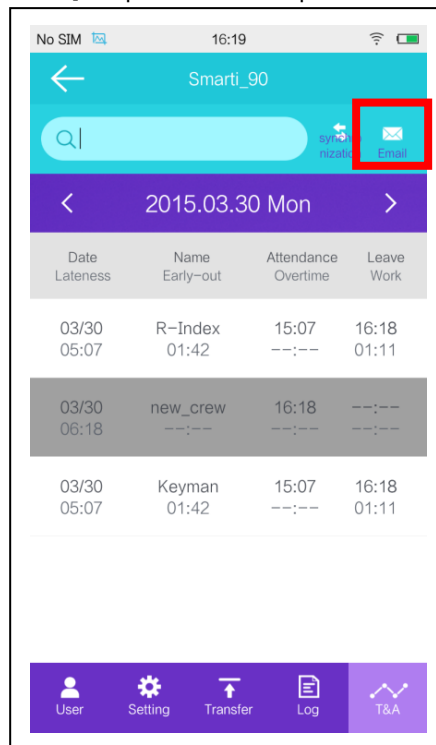 No SIM 16:19
Smarti_90
synchro
nization Email
2015.03.30 Mon
Date Name Attendance Leave
Lateness Early-out Overtime Work
03/30 R-Index 15:07 16:18
05:07 01:42 --:-- 01:11
03/30 new_crew 16:18 --:--
06:18 --:-- --:-- --:--
03/30 Keyman 15:07 16:18
05:07 01:42 --:-- 01:11
User Setting Transfer Log T&A